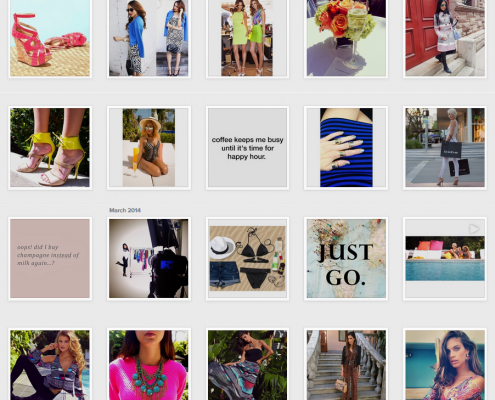 coffee keeps me busy
until it's time for
happy hour.
March 2014
oops! did I buy
champagne instead of
milk again...?
JUST
GO.